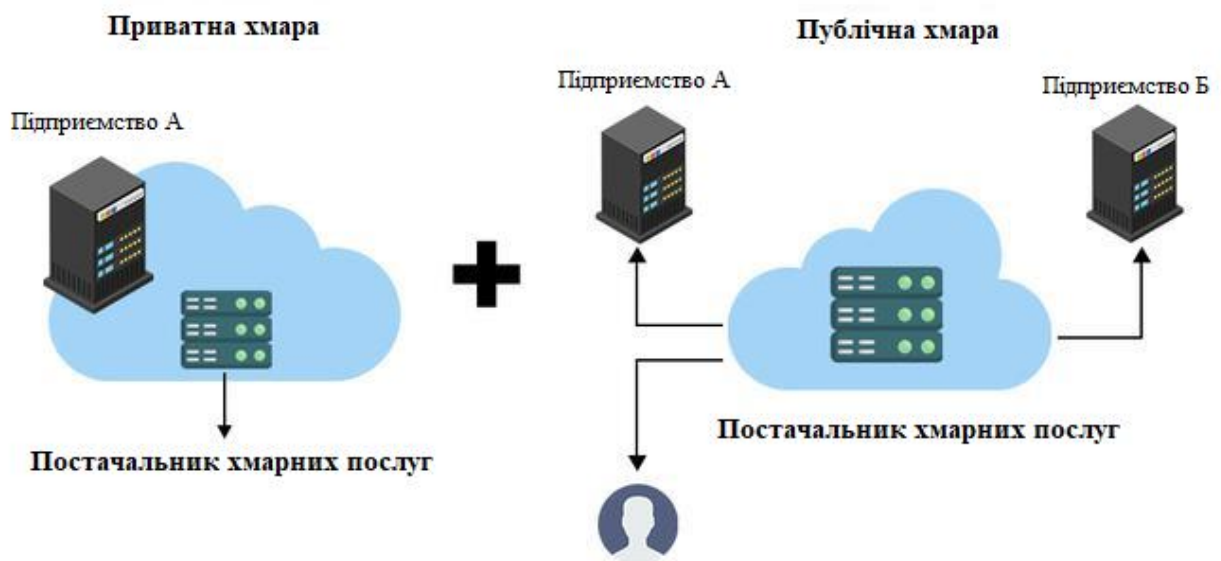 Приватна хмара
Публічна хмара
Підприємство А
Підприємство А
Підприємство Б
Постачальник хмарних послуг
Постачальник хмарних послуг